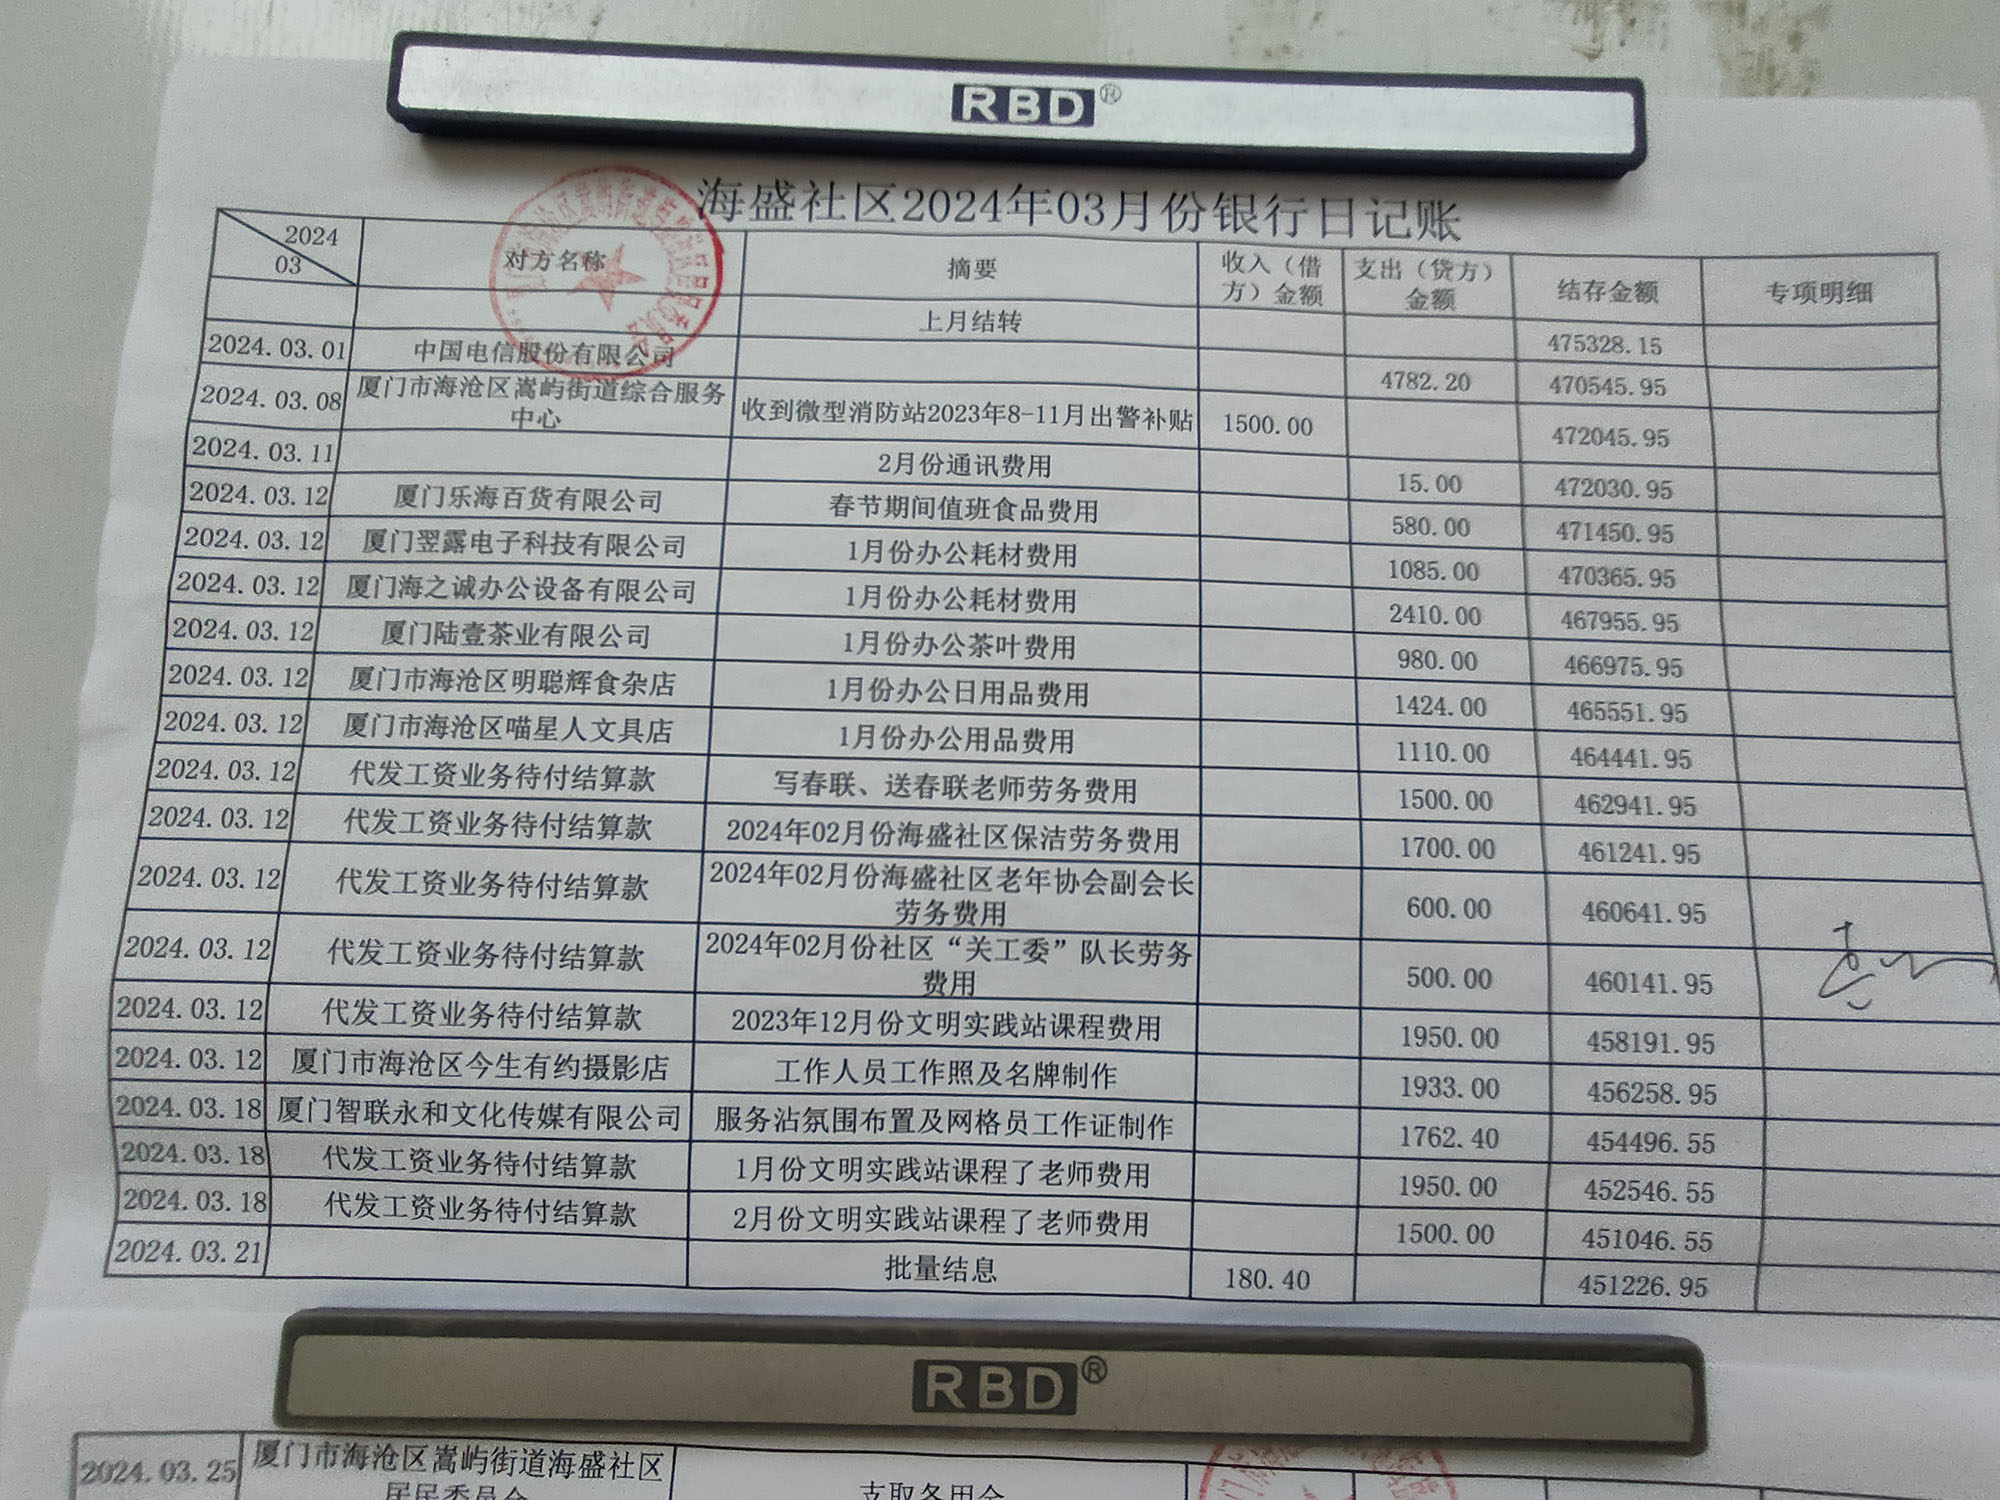 RBD®
海盛社区2024年03月份银行日记账
2024
03
对方名称
摘要
收入（借
方）金额
支出（贷方）
金额
结存金额
专项明细
上月结转
475328.15
2024.03.01 中国电信股份有限公司 4782.20 470545.95
2024.03.08 厦门市海沧区嵩屿街道综合服务
中心
收到微型消防站2023年8-11月出警补贴 1500.00 472045.95
2024.03.11 2月份通讯费用 15.00 472030.95
2024.03.12 厦门乐海百货有限公司 春节期间值班食品费用 580.00 471450.95
2024.03.12 厦门翌露电子科技有限公司 1月份办公耗材费用 1085.00 470365.95
2024.03.12 厦门海之诚办公设备有限公司 1月份办公耗材费用 2410.00 467955.95
2024.03.12 厦门陆壹茶业有限公司 1月份办公茶叶费用 980.00 466975.95
2024.03.12 厦门市海沧区明聪辉食杂店 1月份办公日用品费用 1424.00 465551.95
2024.03.12 厦门市海沧区喵星人文具店 1月份办公用品费用 1110.00 464441.95
2024.03.12 代发工资业务待付结算款 写春联、送春联老师劳务费用 1500.00 462941.95
2024.03.12 代发工资业务待付结算款 2024年02月份海盛社区保洁劳务费用 1700.00 461241.95
2024.03.12 代发工资业务待付结算款 2024年02月份海盛社区老年协会副会长
劳务费用 600.00 460641.95
2024.03.12 代发工资业务待付结算款 2024年02月份社区“关工委”队长劳务
费用 500.00 460141.95
2024.03.12 代发工资业务待付结算款 2023年12月份文明实践站课程费用 1950.00 458191.95
2024.03.12 厦门市海沧区今生有约摄影店 工作人员工作照及名牌制作 1933.00 456258.95
2024.03.18 厦门智联永和文化传媒有限公司 服务沾氛围布置及网格员工作证制作 1762.40 454496.55
2024.03.18 代发工资业务待付结算款 1月份文明实践站课程了老师费用 1950.00 452546.55
2024.03.18 代发工资业务待付结算款 2月份文明实践站课程了老师费用 1500.00 451046.55
2024.03.21 批量结息 180.40 451226.95
RBD®
2024.03.25 厦门市海沧区嵩屿街道海盛社区
居民委员会
支取备用金